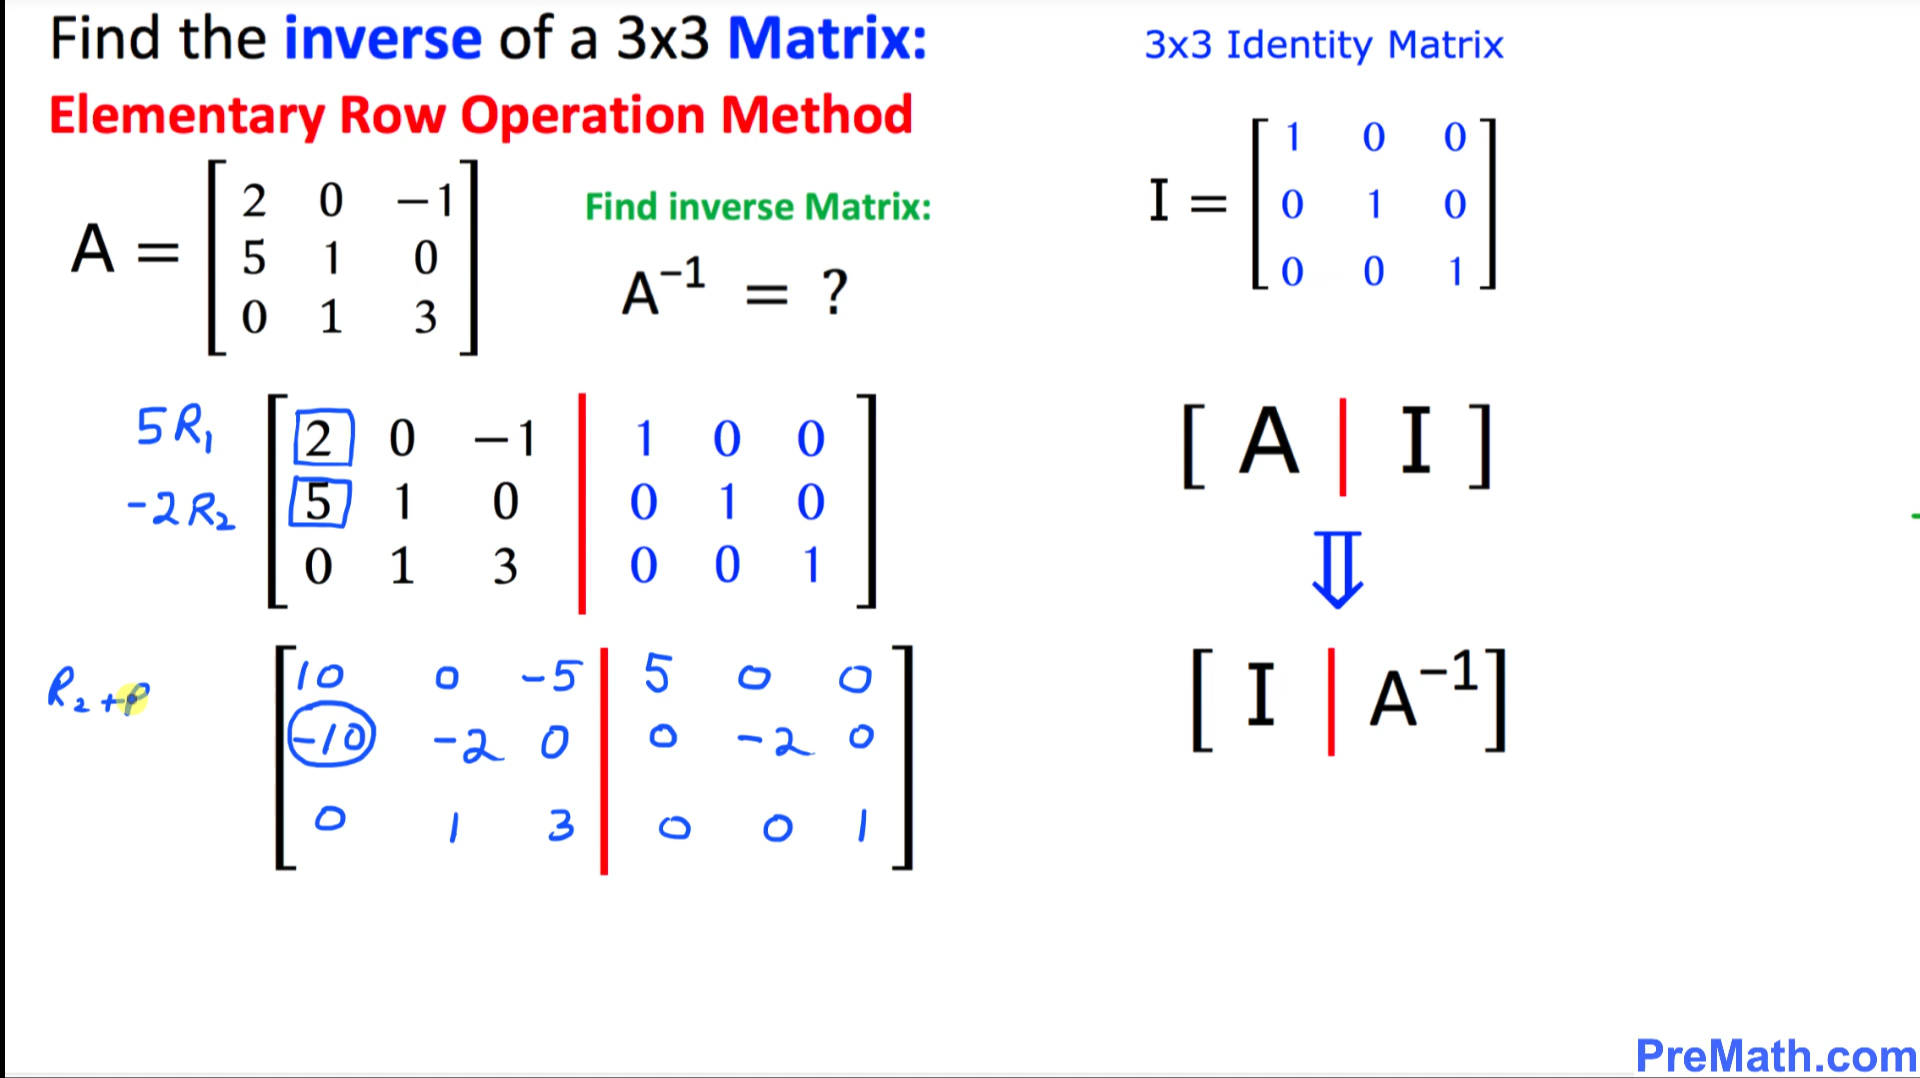 Find the inverse of a 3x3 Matrix:
Elementary Row Operation Method
A = [ 2 0 −1
5 1 0
0 1 3 ]
Find inverse Matrix:
A⁻¹ = ?
3x3 Identity Matrix
I = [ 1 0 0
0 1 0
0 0 1 ]
5R₁ [ 2 0 −1 | 1 0 0
-2R₂ 5 1 0 | 0 1 0
0 1 3 | 0 0 1 ]
[ A | I ]
⇓
[ I | A⁻¹ ]
R₂+ [ 10 0 -5 | 5 0 0
-10 -2 0 | 0 -2 0
0 1 3 | 0 0 1 ]
PreMath.com